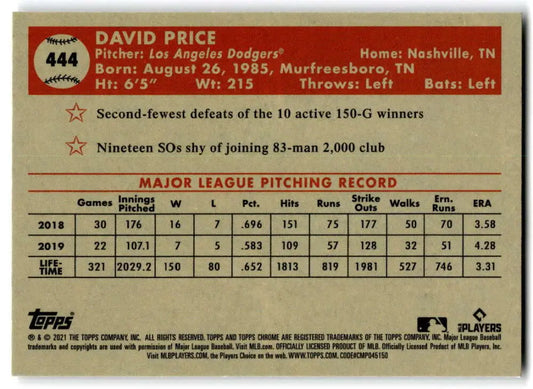 444
DAVID PRICE
Pitcher: Los Angeles Dodgers® Home: Nashville, TN
Born: August 26, 1985, Murfreesboro, TN
Ht: 6'5" Wt: 215 Throws: Left Bats: Left
Second-fewest defeats of the 10 active 150-G winners
Nineteen SOs shy of joining 83-man 2,000 club
MAJOR LEAGUE PITCHING RECORD
Games Innings Pitched W L Pct. Hits Runs Strike Outs Walks Ern. Runs ERA
2018 30 176 16 7 .696 151 75 177 50 70 3.58
2019 22 107.1 7 5 .583 109 57 128 32 51 4.28
LIFE-TIME 321 2029.2 150 80 .652 1813 819 1981 527 746 3.31
Topps
PLAYERS
® & © 2021 THE TOPPS COMPANY, INC. ALL RIGHTS RESERVED. TOPPS AND TOPPS CHROME ARE REGISTERED TRADEMARKS OF THE TOPPS COMPANY, INC. Major League Baseball
trademarks and copyrights are used with permission of Major League Baseball. Visit MLB.com. OFFICIALLY LICENSED PRODUCT OF MLB. Officially Licensed Product of MLB Players, Inc.
Visit MLBPLAYERS.com, the Players Choice on the web. WWW.TOPPS.COM. CODE#CMP045150